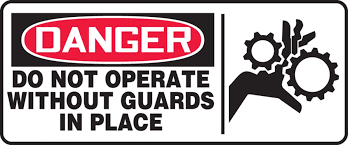 DANGER
DO NOT OPERATE
WITHOUT GUARDS
IN PLACE